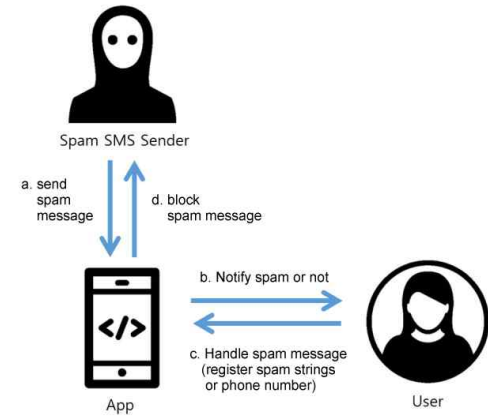 Spam SMS Sender
a. send
spam
message
d. block
spam message
b. Notify spam or not
</>
c. Handle spam message
(register spam strings
or phone number)
App
User